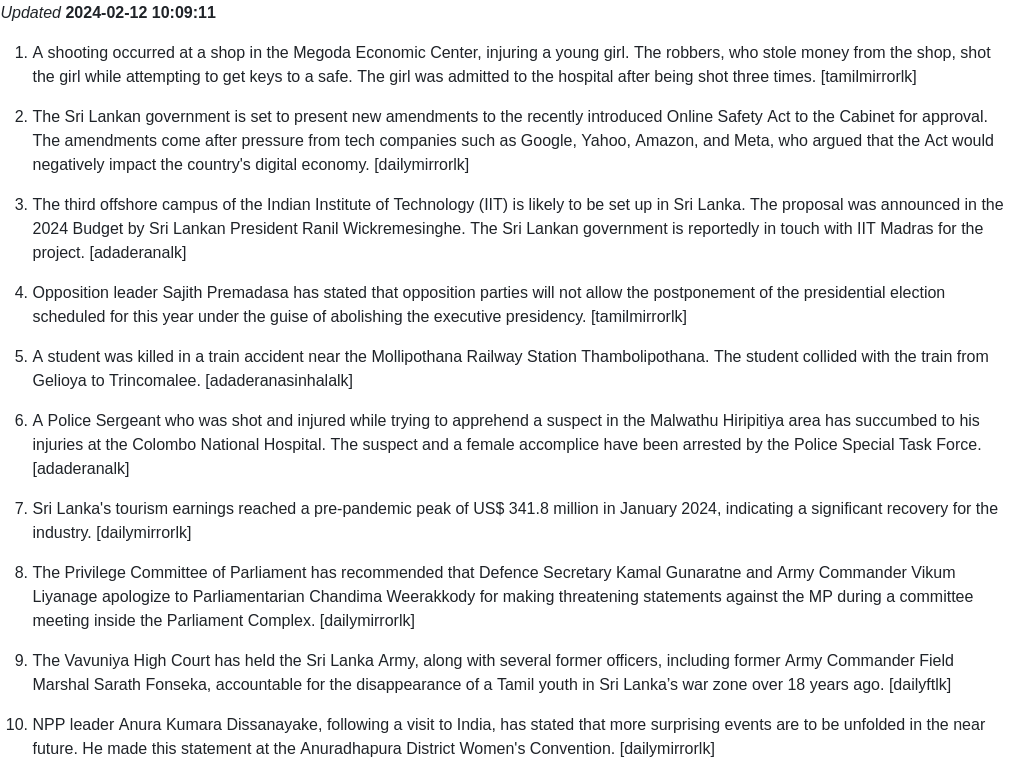 Updated 2024-02-12 10:09:11
1. A shooting occurred at a shop in the Megoda Economic Center, injuring a young girl. The robbers, who stole money from the shop, shot
the girl while attempting to get keys to a safe. The girl was admitted to the hospital after being shot three times. [tamilmirrorlk]
2. The Sri Lankan government is set to present new amendments to the recently introduced Online Safety Act to the Cabinet for approval.
The amendments come after pressure from tech companies such as Google, Yahoo, Amazon, and Meta, who argued that the Act would
negatively impact the country's digital economy. [dailymirrorlk]
3. The third offshore campus of the Indian Institute of Technology (IIT) is likely to be set up in Sri Lanka. The proposal was announced in the
2024 Budget by Sri Lankan President Ranil Wickremesinghe. The Sri Lankan government is reportedly in touch with IIT Madras for the
project. [adaderanalk]
4. Opposition leader Sajith Premadasa has stated that opposition parties will not allow the postponement of the presidential election
scheduled for this year under the guise of abolishing the executive presidency. [tamilmirrorlk]
5. A student was killed in a train accident near the Mollipothana Railway Station Thambolipothana. The student collided with the train from
Gelioya to Trincomalee. [adaderanasinhalalk]
6. A Police Sergeant who was shot and injured while trying to apprehend a suspect in the Malwathu Hiripitiya area has succumbed to his
injuries at the Colombo National Hospital. The suspect and a female accomplice have been arrested by the Police Special Task Force.
[adaderanalk]
7. Sri Lanka's tourism earnings reached a pre-pandemic peak of US$ 341.8 million in January 2024, indicating a significant recovery for the
industry. [dailymirrorlk]
8. The Privilege Committee of Parliament has recommended that Defence Secretary Kamal Gunaratne and Army Commander Vikum
Liyanage apologize to Parliamentarian Chandima Weerakkody for making threatening statements against the MP during a committee
meeting inside the Parliament Complex. [dailymirrorlk]
9. The Vavuniya High Court has held the Sri Lanka Army, along with several former officers, including former Army Commander Field
Marshal Sarath Fonseka, accountable for the disappearance of a Tamil youth in Sri Lanka's war zone over 18 years ago. [dailyftlk]
10. NPP leader Anura Kumara Dissanayake, following a visit to India, has stated that more surprising events are to be unfolded in the near
future. He made this statement at the Anuradhapura District Women's Convention. [dailymirrorlk]